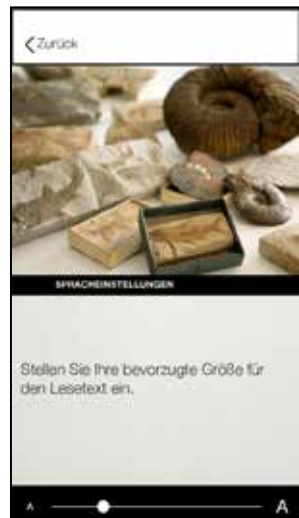 Zurück
SPRACHEINSTELLUNGEN
Stellen Sie Ihre bevorzugte Größe für
den Lesetext ein.
A A